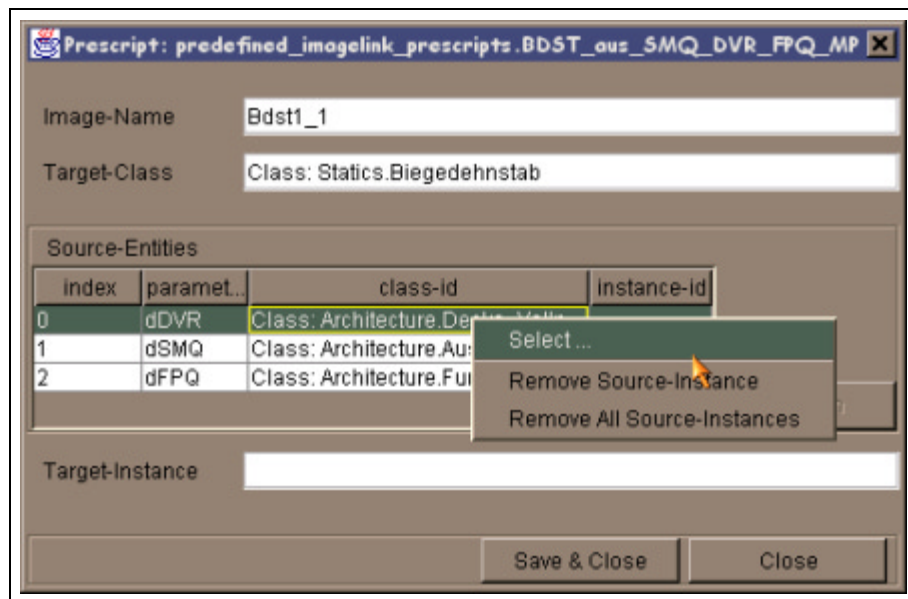 Prescript: predefined_imagelink_prescripts.BDST_aus_SMQ_DVR_FPQ_MP
Image-Name Bdst1_1
Target-Class Class: Statics.Biegedehnstab
Source-Entities
index paramet... class-id instance-id
0 dDVR Class: Architecture.
1 dSMQ Class: Architecture.Au
2 dFPQ Class: Architecture.Fu
Select ...
Remove Source-Instance
Remove All Source-Instances
Target-Instance
Save & Close Close